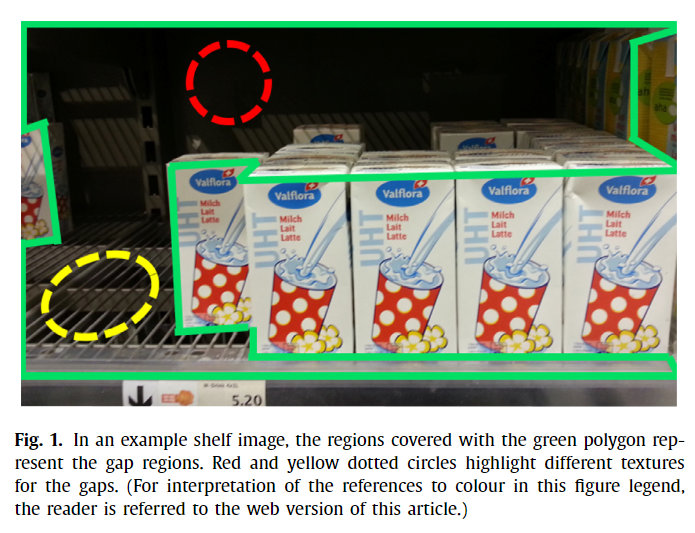 Valflora
Milch
Lait
Latte
UHT
Valflora
Milch
Lait
Latte
UHT
Valflora
Milch
Lait
Latte
UHT
Valflora
Milch
Lait
Latte
UHT
Valflora
Milch
Lait
Latte
UHT
5.20
Fig. 1. In an example shelf image, the regions covered with the green polygon rep-
resent the gap regions. Red and yellow dotted circles highlight different textures
for the gaps. (For interpretation of the references to colour in this figure legend,
the reader is referred to the web version of this article.)